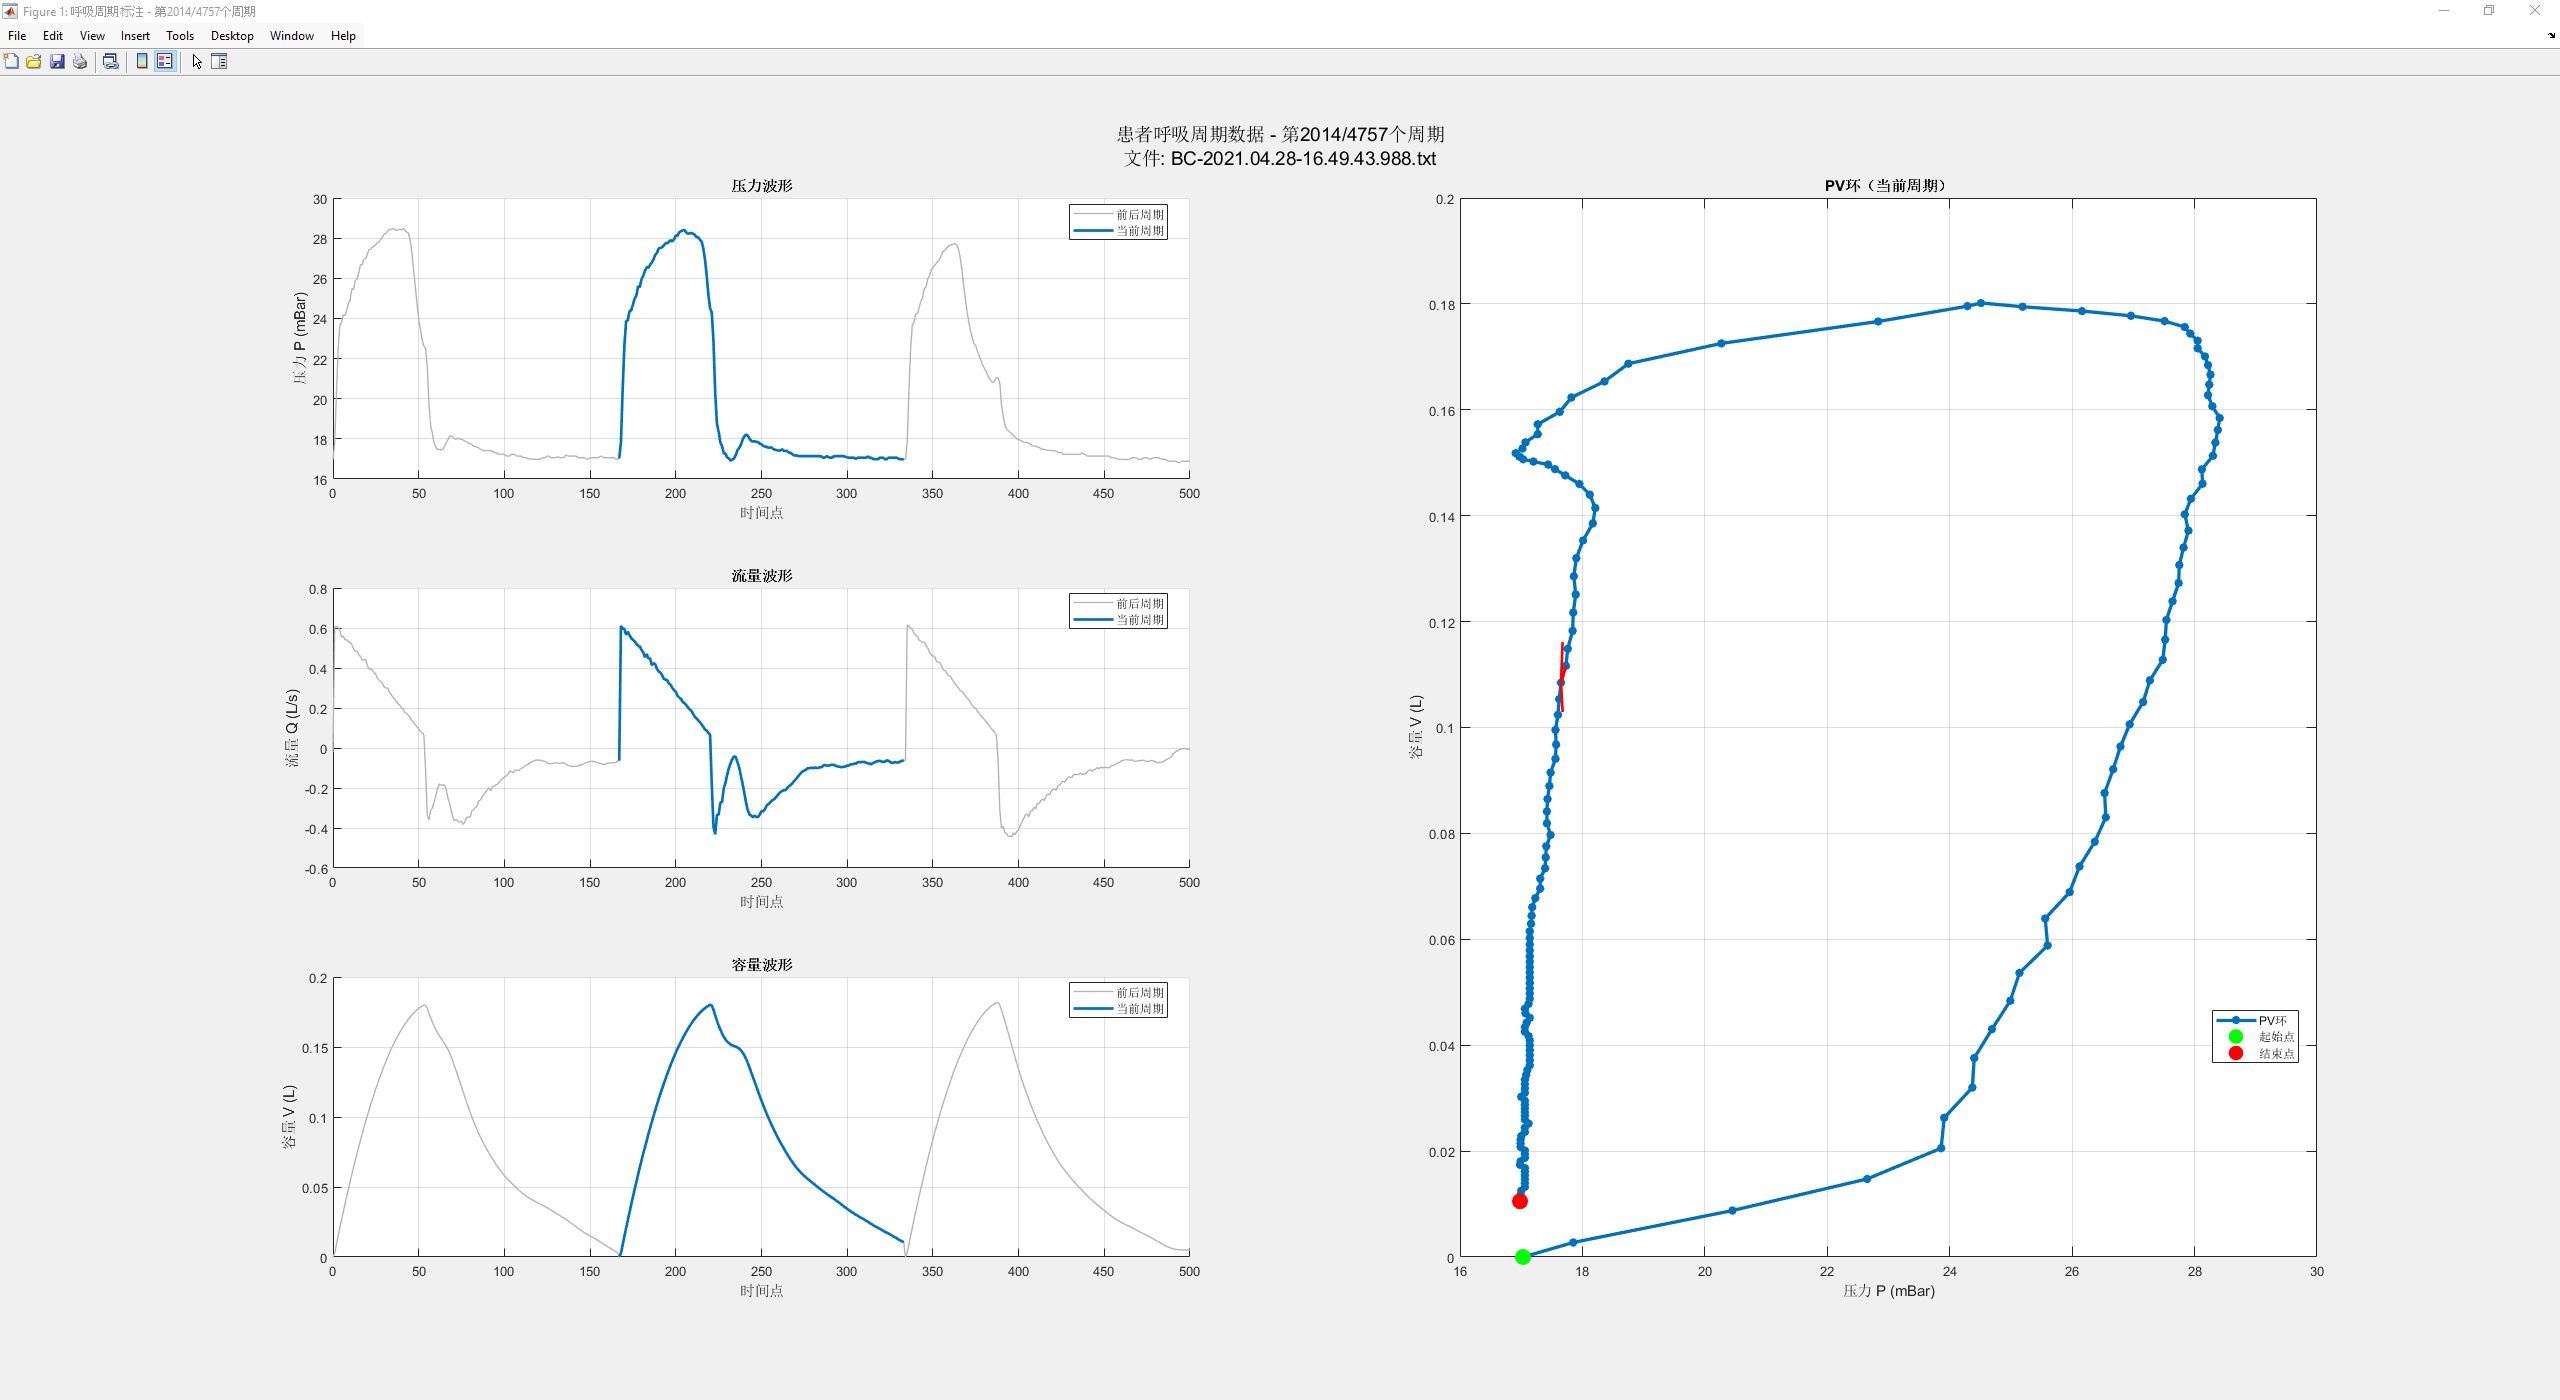 Figure 1: 呼吸周期标注 - 第2014/4757个周期
File Edit View Insert Tools Desktop Window Help
患者呼吸周期数据 - 第2014/4757个周期
文件: BC-2021.04.28-16.49.43.988.txt
压力波形
30
28
26
24
22
20
18
16
压力 P (mBar)
0 50 100 150 200 250 300 350 400 450 500
时间点
前后周期
当前周期
流量波形
0.8
0.6
0.4
0.2
0
-0.2
-0.4
-0.6
流量 Q (L/s)
0 50 100 150 200 250 300 350 400 450 500
时间点
前后周期
当前周期
容量波形
0.2
0.15
0.1
0.05
0
容量 V (L)
0 50 100 150 200 250 300 350 400 450 500
时间点
前后周期
当前周期
PV环（当前周期）
0.2
0.18
0.16
0.14
0.12
0.1
0.08
0.06
0.04
0.02
0
容量 V (L)
16 18 20 22 24 26 28 30
压力 P (mBar)
PV环
起始点
结束点